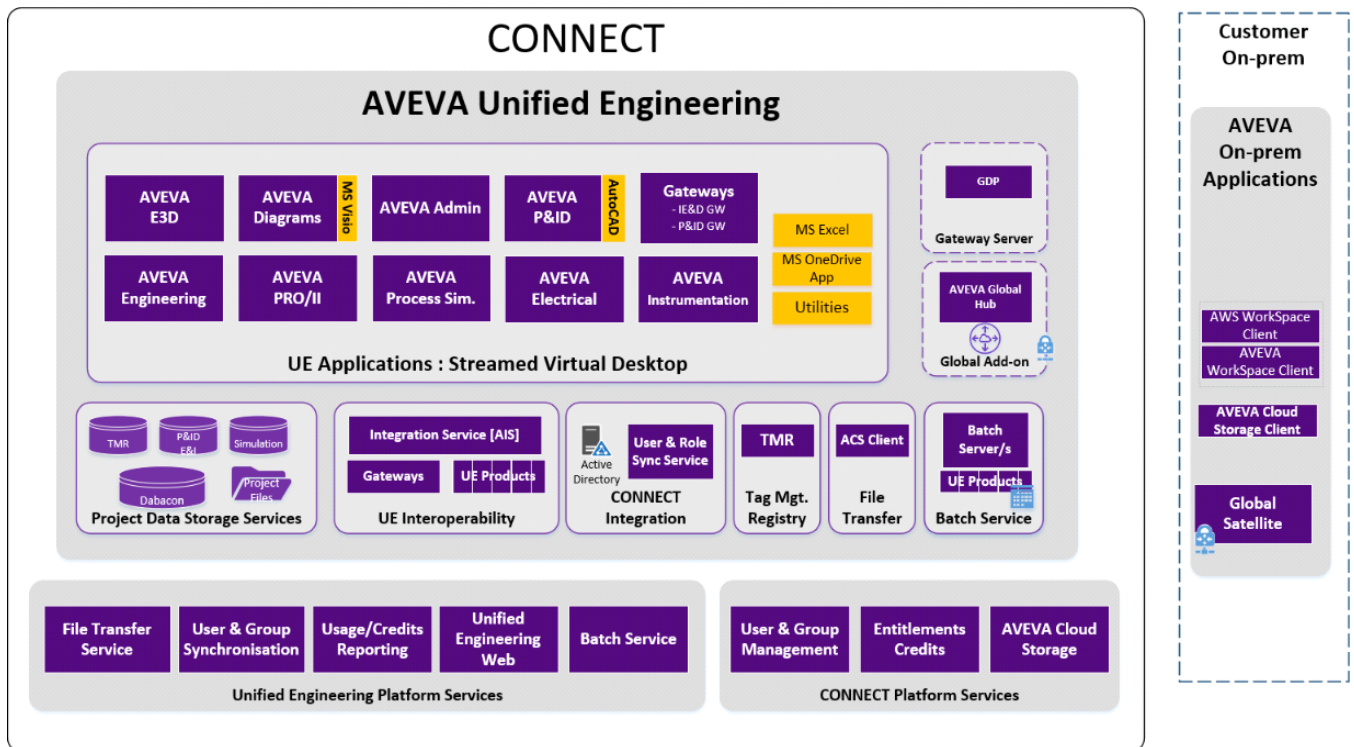 CONNECT
AVEVA Unified Engineering
AVEVA
E3D
AVEVA
Diagrams
MS Visio
AVEVA Admin
AVEVA
P&ID
AutoCAD
Gateways
- IE&D GW
- P&ID GW
AVEVA
Engineering
AVEVA
PRO/II
AVEVA
Process Sim.
AVEVA
Electrical
AVEVA
Instrumentation
MS Excel
MS OneDrive
App
Utilities
UE Applications : Streamed Virtual Desktop
GDP
Gateway Server
AVEVA Global
Hub
Global Add-on
TMR
P&ID
E&I
Simulation
Dabacon
Project
Files
Project Data Storage Services
Integration Service [AIS]
Gateways
UE Products
UE Interoperability
Active
Directory
User & Role
Sync Service
CONNECT
Integration
TMR
Tag Mgt.
Registry
ACS Client
File
Transfer
Batch
Server/s
UE Products
Batch Service
File Transfer
Service
User & Group
Synchronisation
Usage/Credits
Reporting
Unified
Engineering
Web
Batch Service
Unified Engineering Platform Services
User & Group
Management
Entitlements
Credits
AVEVA Cloud
Storage
CONNECT Platform Services
Customer
On-prem
AVEVA
On-prem
Applications
AWS WorkSpace
Client
AVEVA
WorkSpace Client
AVEVA Cloud
Storage Client
Global
Satellite